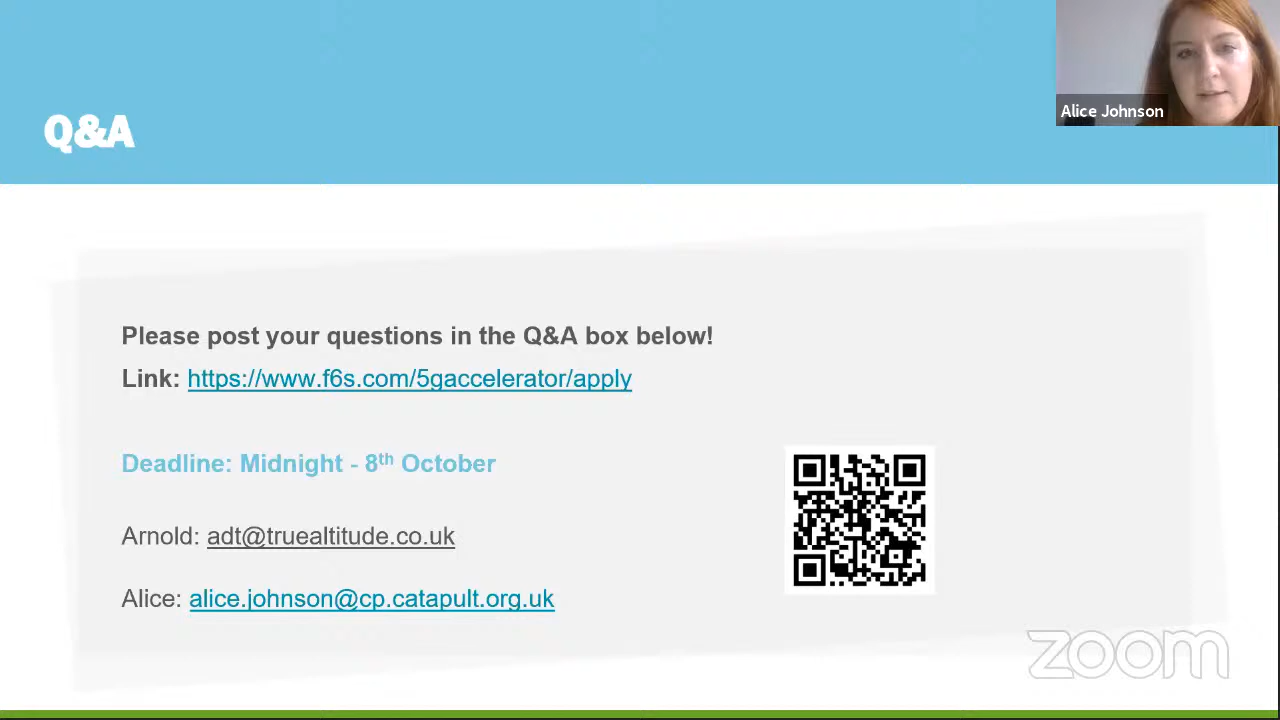 Alice Johnson
Q&A
Please post your questions in the Q&A box below!
Link: https://www.f6s.com/5gaccelerator/apply
Deadline: Midnight - 8th October
Arnold: adt@truealtitude.co.uk
Alice: alice.johnson@cp.catapult.org.uk
zoom